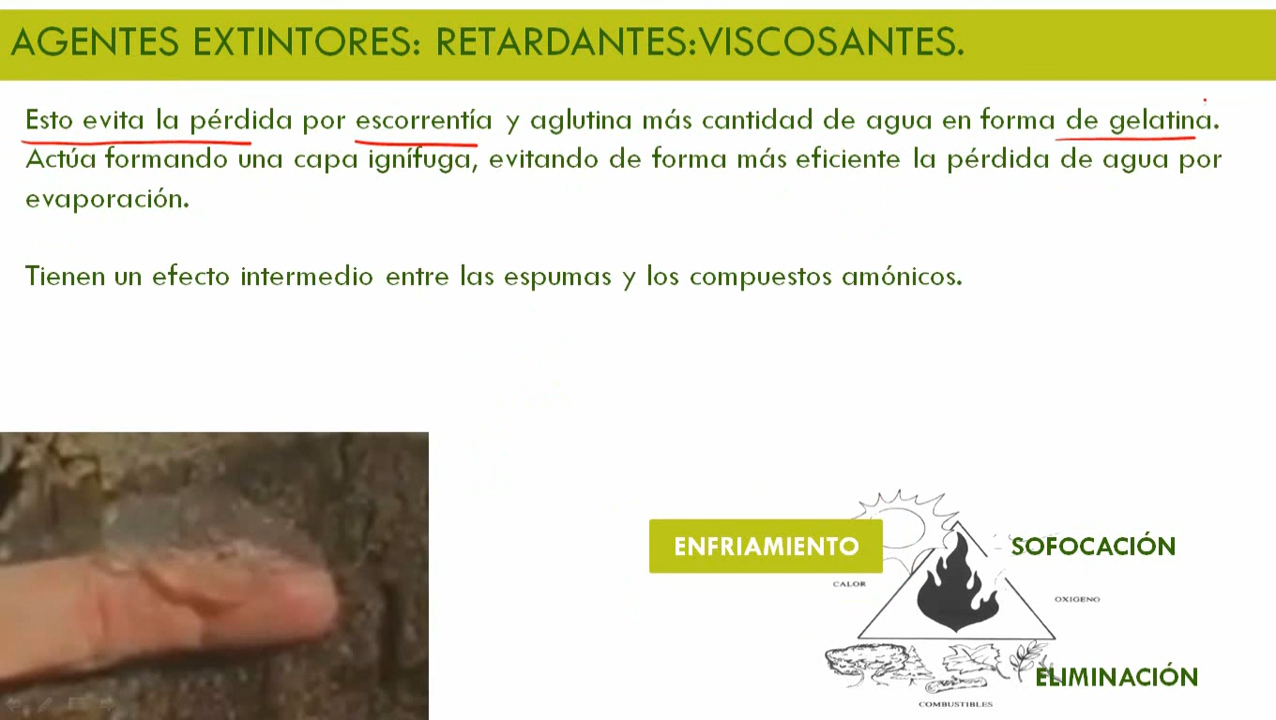 AGENTES EXTINTORES: RETARDANTES:VISCOSANTES.
Esto evita la pérdida por escorrentía y aglutina más cantidad de agua en forma de gelatina.
Actúa formando una capa ignífuga, evitando de forma más eficiente la pérdida de agua por
evaporación.
Tienen un efecto intermedio entre las espumas y los compuestos amónicos.
ENFRIAMIENTO
SOFOCACIÓN
CALOR
OXIGENO
ELIMINACIÓN
COMBUSTIBLES